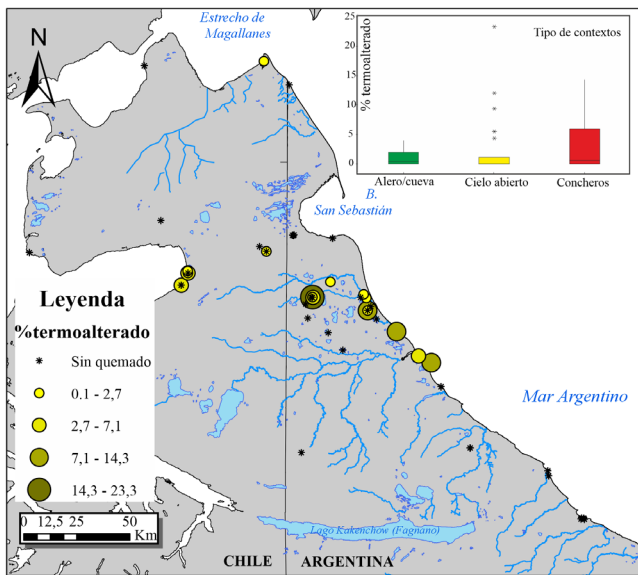 Estrecho de
Magallanes
N
25
20
15
10
5
0
% termoalterado
Tipo de contextos
Alero/cueva
Cielo abierto
Concheros
B.
San Sebastián
Leyenda
%termoalterado
Sin quemado
0.1 - 2,7
2,7 - 7,1
7,1 - 14,3
14,3 - 23,3
0 12,5 25 50
Km
Mar Argentino
Lago Kakenchow (Fagnano)
CHILE ARGENTINA